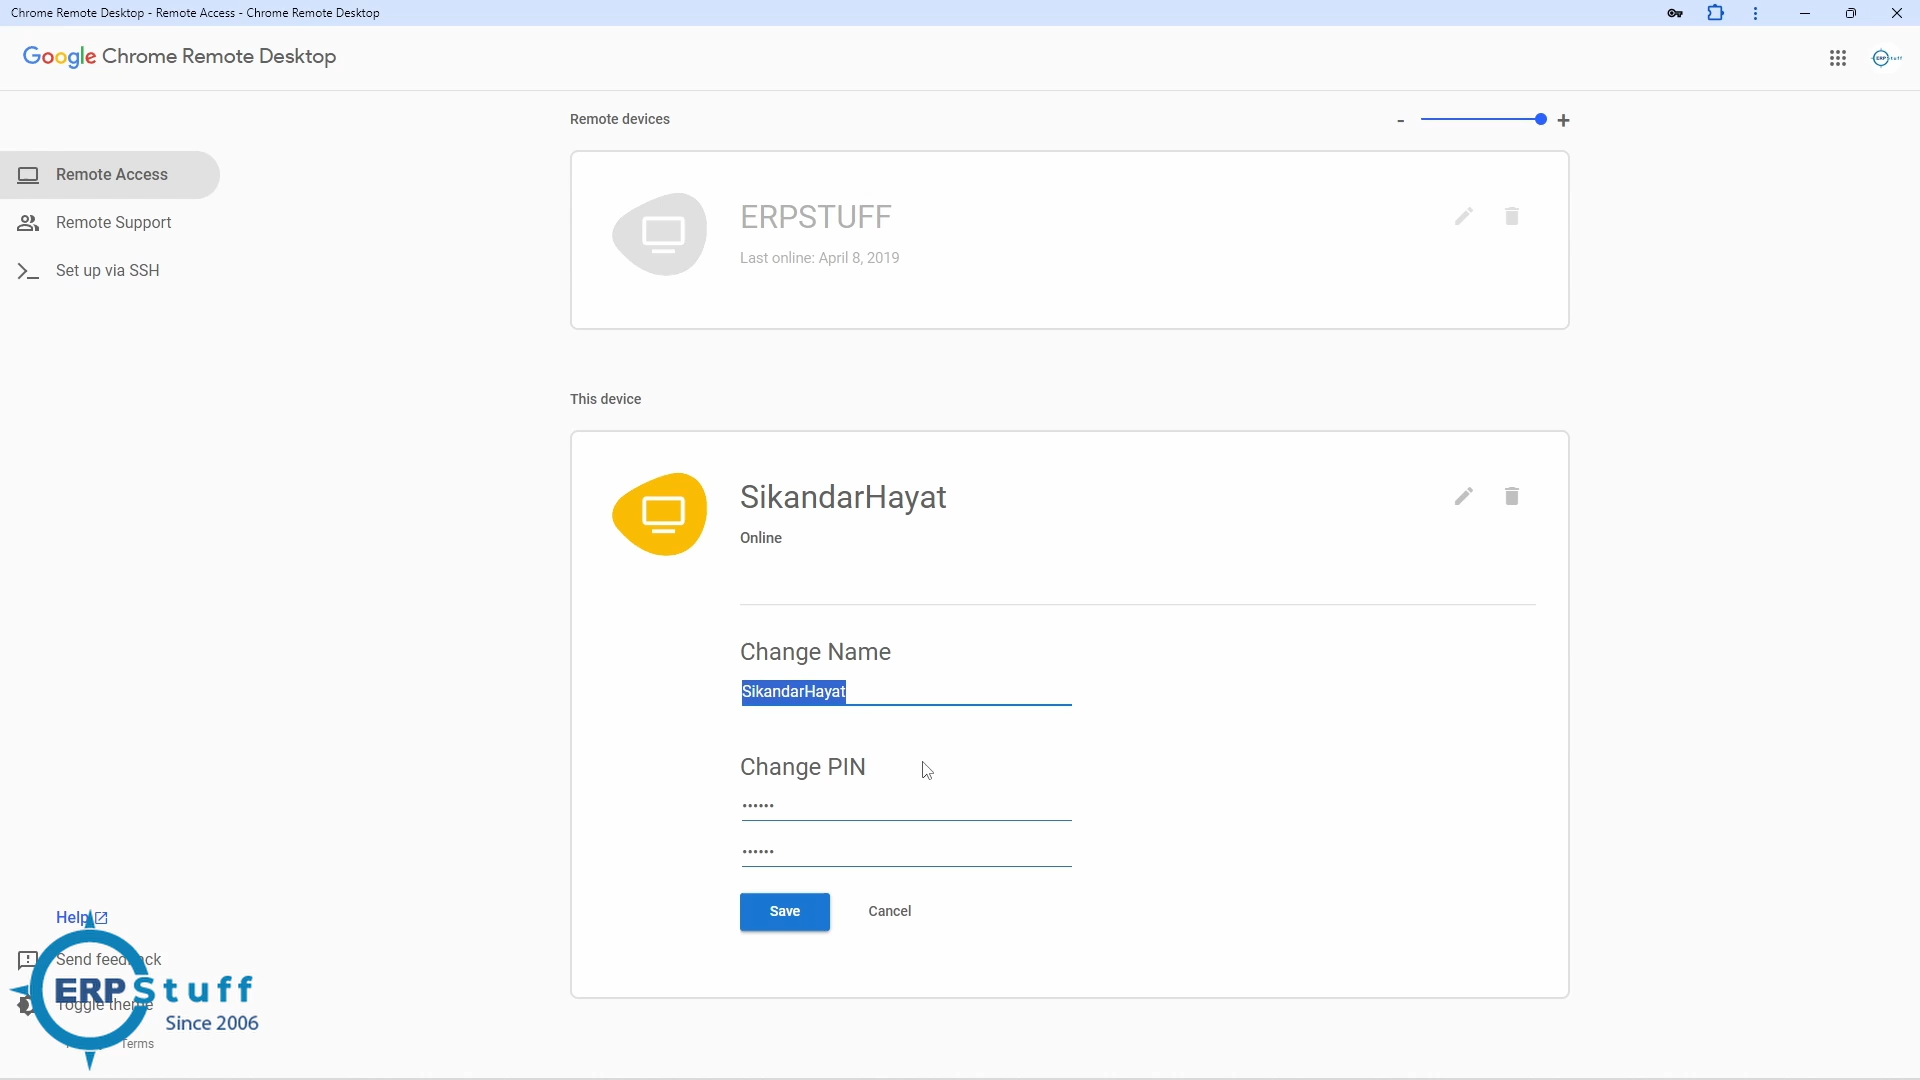 Chrome Remote Desktop - Remote Access - Chrome Remote Desktop
Google Chrome Remote Desktop
ERPStuff
Remote devices
- +
Remote Access
Remote Support
Set up via SSH
ERPSTUFF
Last online: April 8, 2019
This device
SikandarHayat
Online
Change Name
SikandarHayat
Change PIN
••••••
••••••
Save Cancel
Help
Send feedback
Toggle theme
Terms
ERPStuff
Since 2006